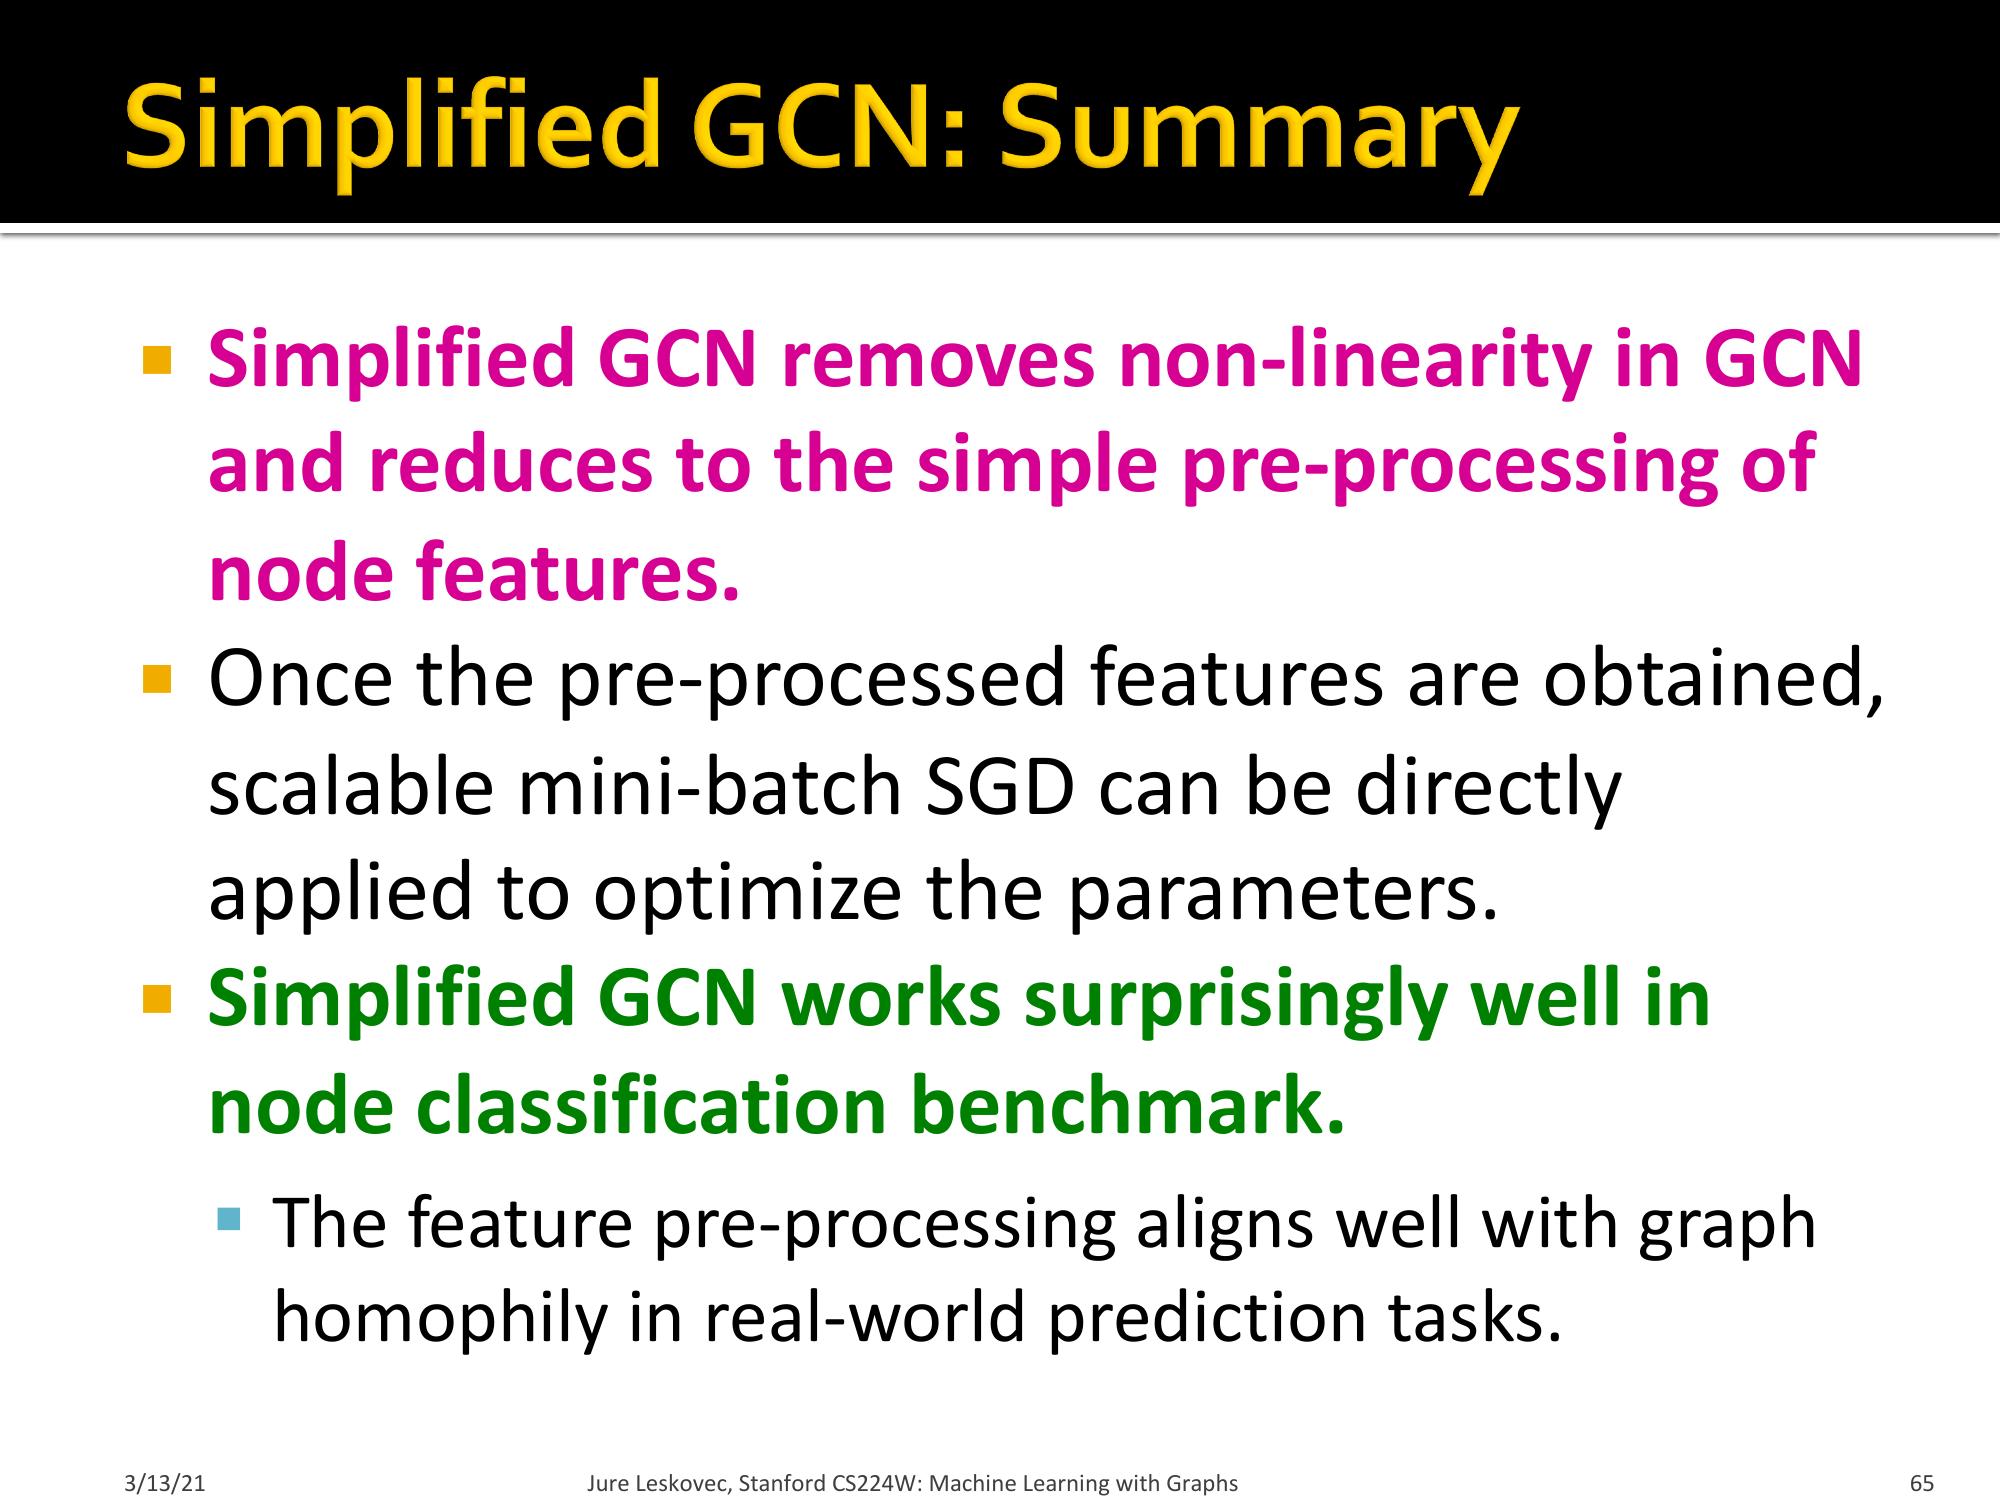 Simplified GCN: Summary
Simplified GCN removes non-linearity in GCN
and reduces to the simple pre-processing of
node features.
Once the pre-processed features are obtained,
scalable mini-batch SGD can be directly
applied to optimize the parameters.
Simplified GCN works surprisingly well in
node classification benchmark.
The feature pre-processing aligns well with graph
homophily in real-world prediction tasks.
3/13/21 Jure Leskovec, Stanford CS224W: Machine Learning with Graphs 65